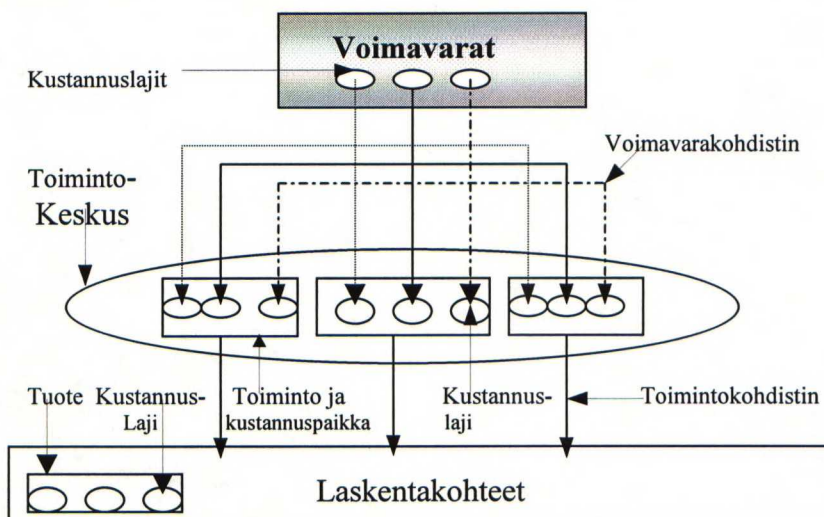 Voimavarat
Kustannuslajit
Voimavarakohdistin
Toiminto-
Keskus
Tuote
Kustannus-
Laji
Toiminto ja
kustannuspaikka
Kustannus-
laji
Toimintokohdistin
Laskentakohteet